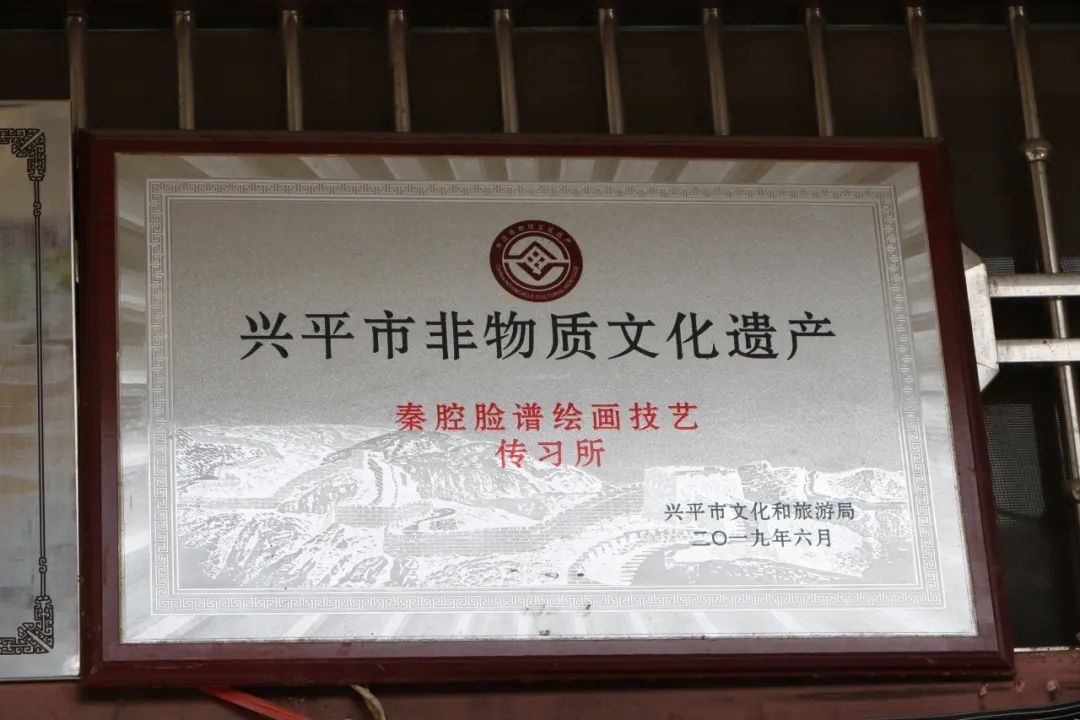 兴平市非物质文化遗产
秦腔脸谱绘画技艺
传习所
兴平市文化和旅游局
二〇一九年六月